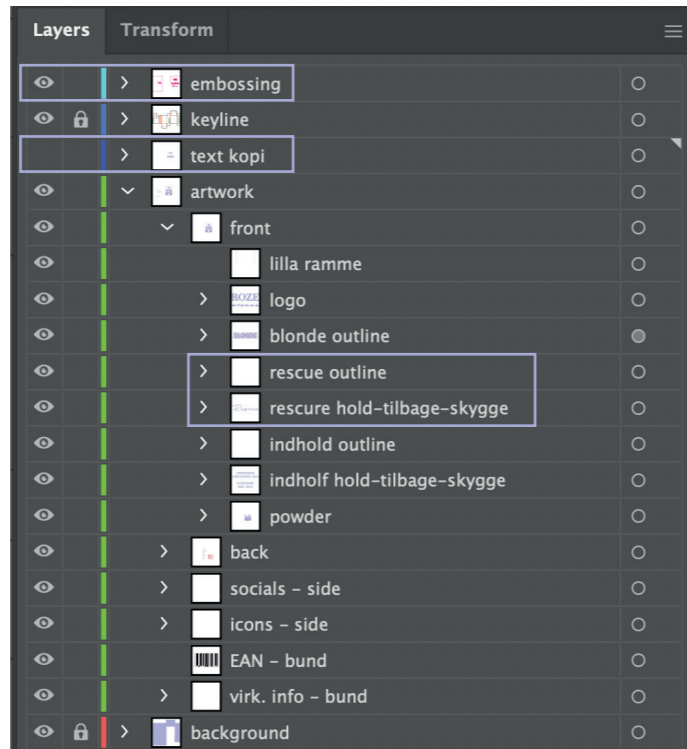 Layers Transform
embossing
keyline
text kopi
artwork
front
lilla ramme
ROZE logo
blonde outline
rescue outline
rescure hold-tilbage-skygge
indhold outline
indholf hold-tilbage-skygge
powder
back
socials – side
icons – side
EAN – bund
virk. info – bund
background